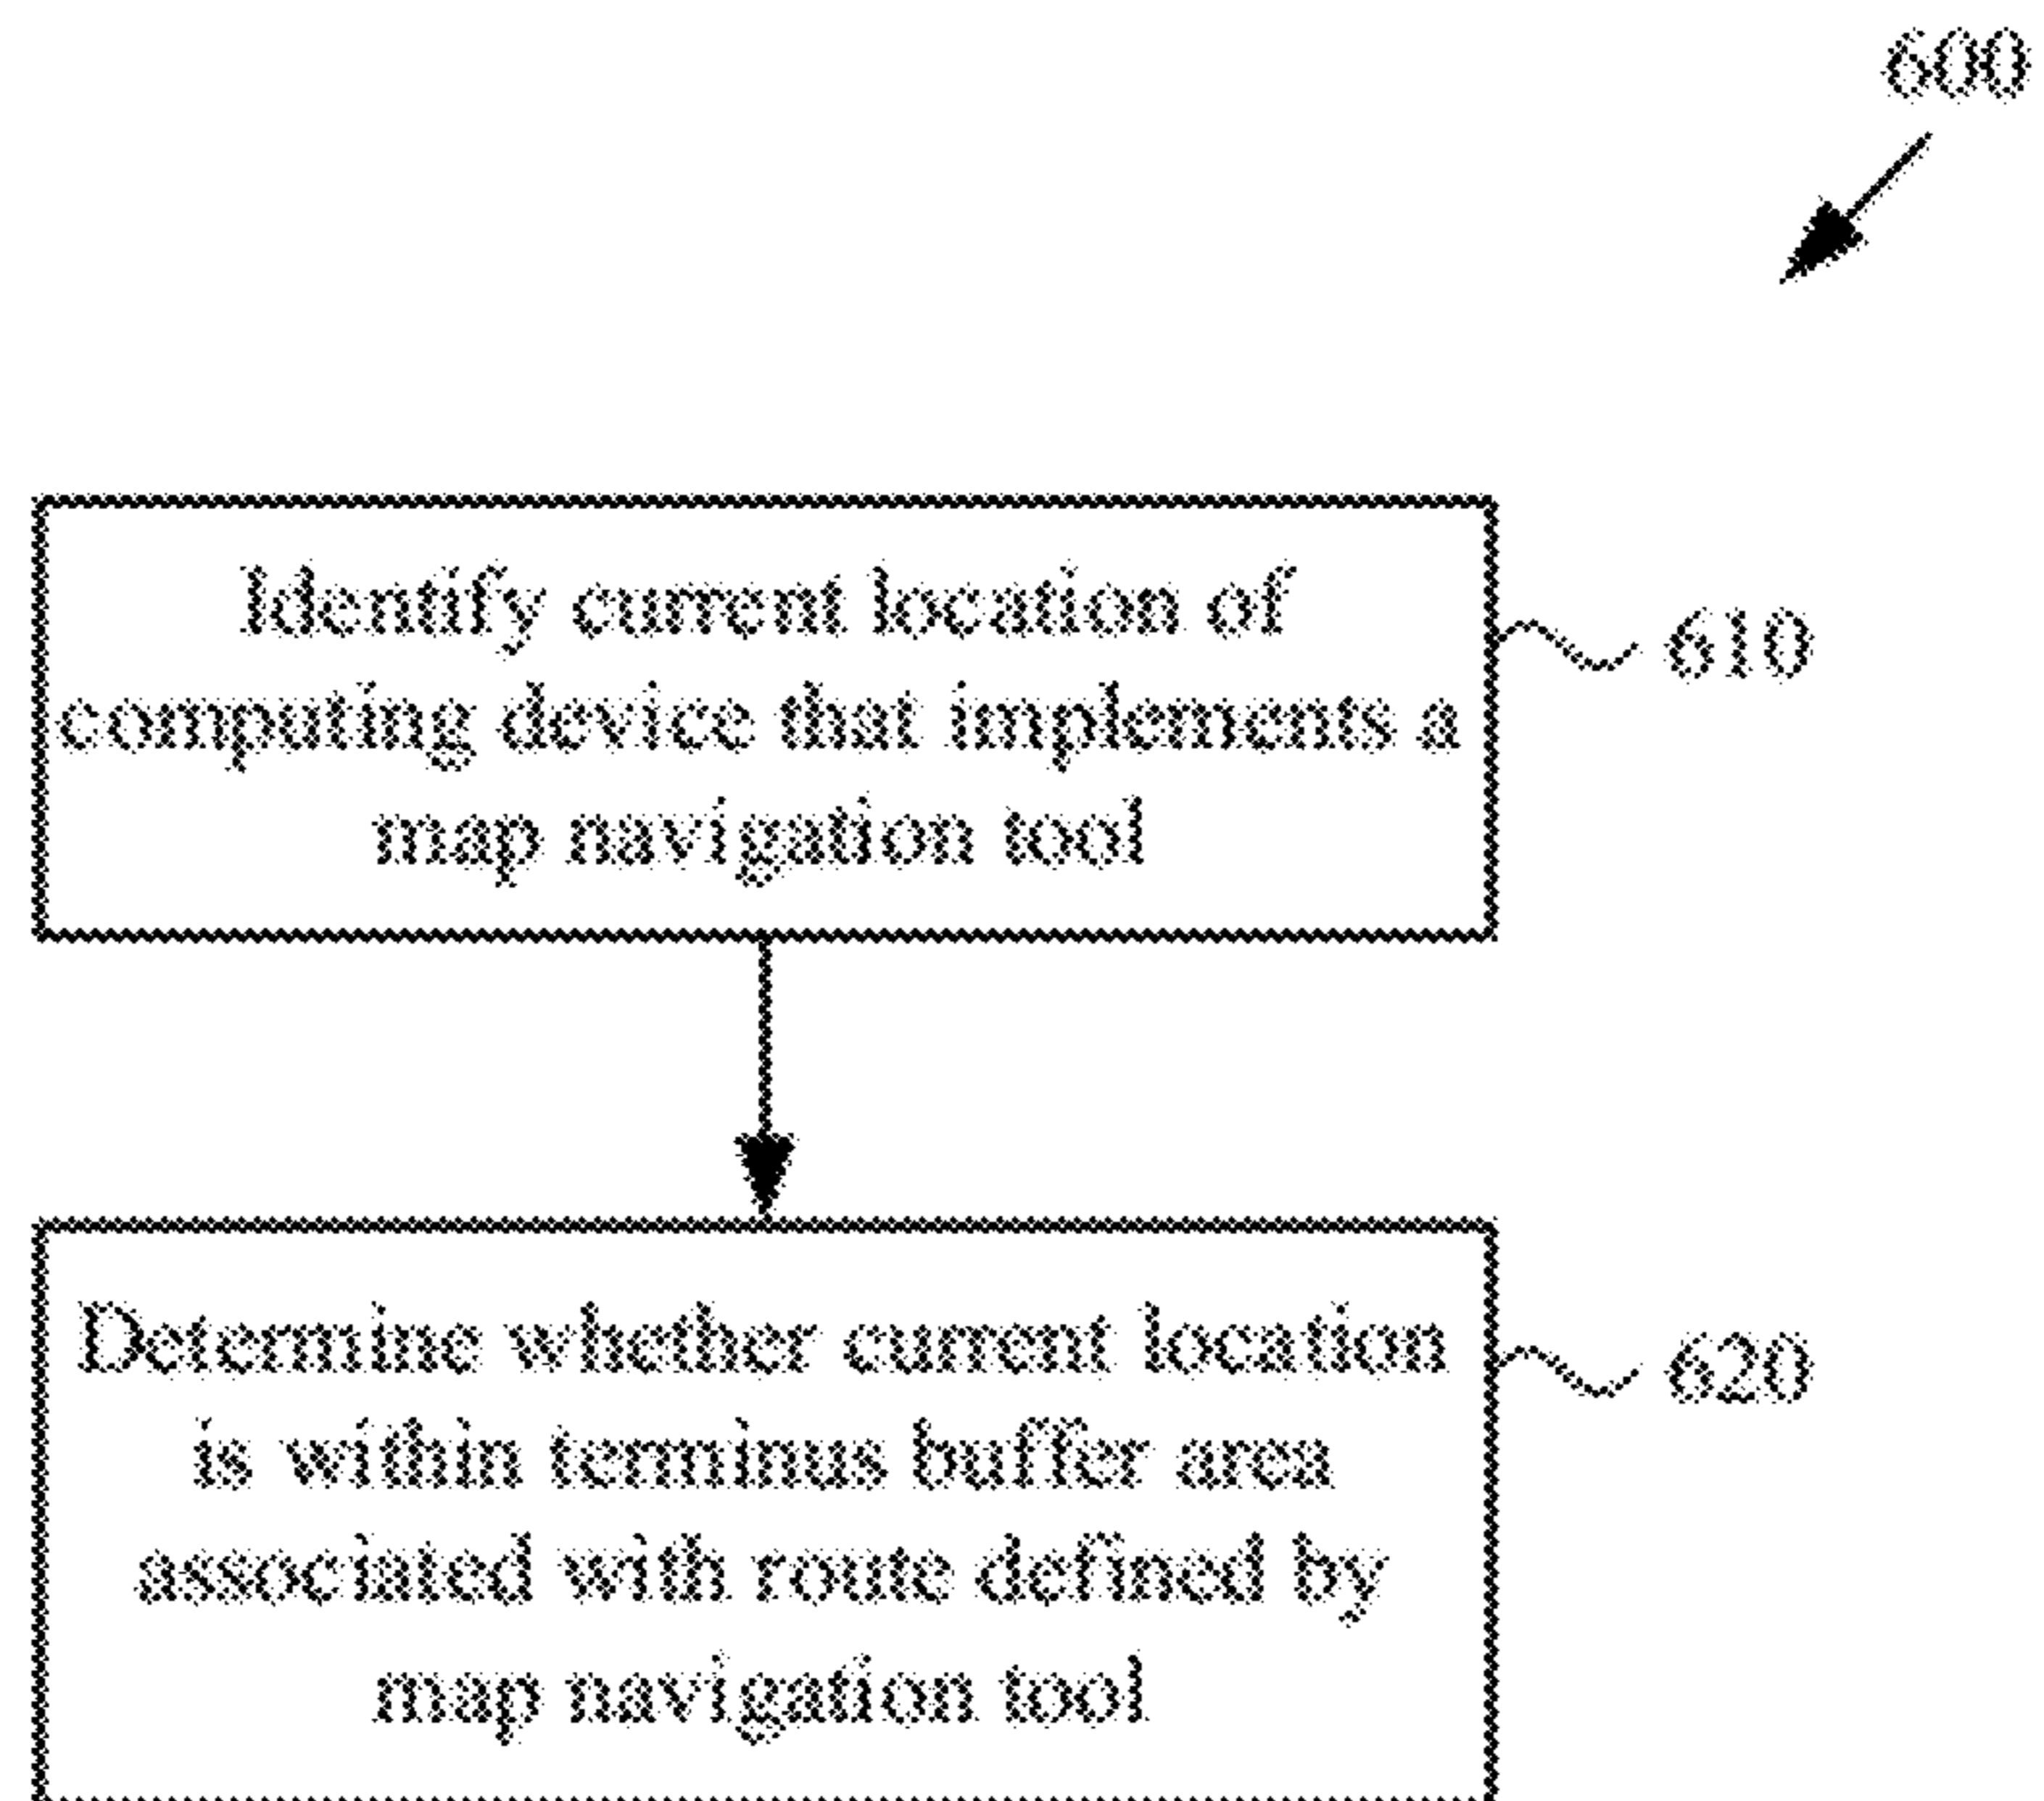 600
Identify current location of
computing device that implements a
map navigation tool
610
Determine whether current location
is within terminus buffer area
associated with route defined by
map navigation tool
620